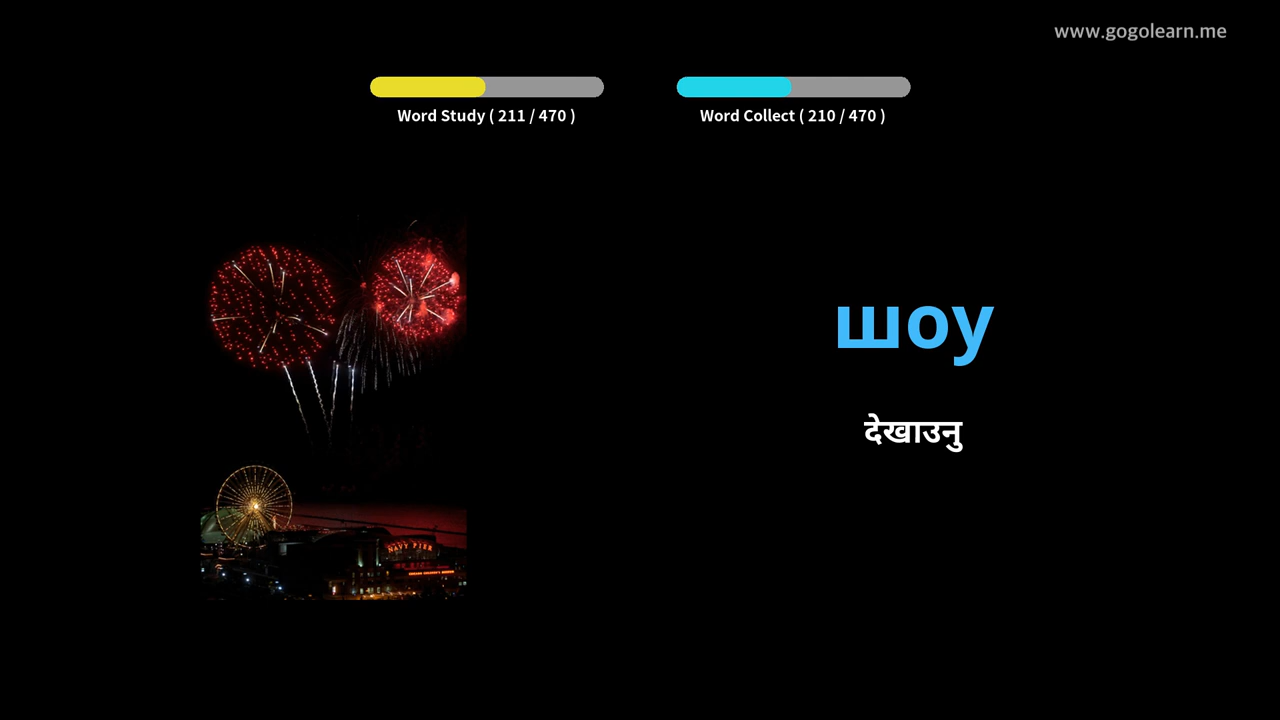 www.gogolearn.me
Word Study ( 211 / 470 )
Word Collect ( 210 / 470 )
шоу
देखाउनु
NAVY PIER